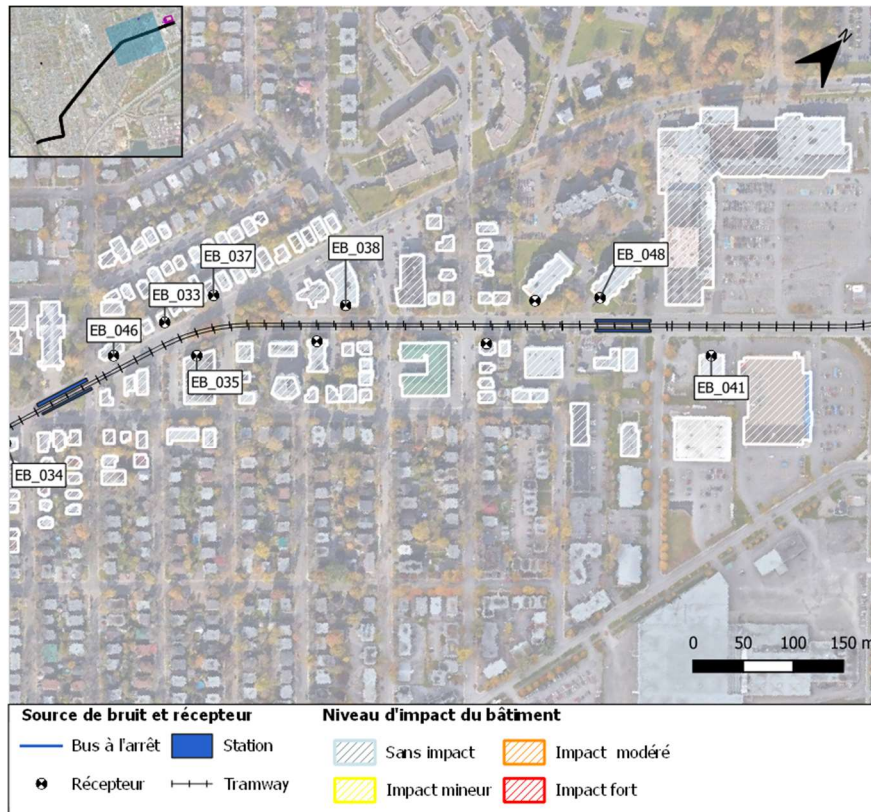 N
EB_037
EB_038
EB_048
EB_033
EB_046
EB_035
EB_041
EB_034
0 50 100 150 m
Source de bruit et récepteur
Niveau d'impact du bâtiment
Bus à l'arrêt
Station
Sans impact
Impact modéré
Récepteur
Tramway
Impact mineur
Impact fort